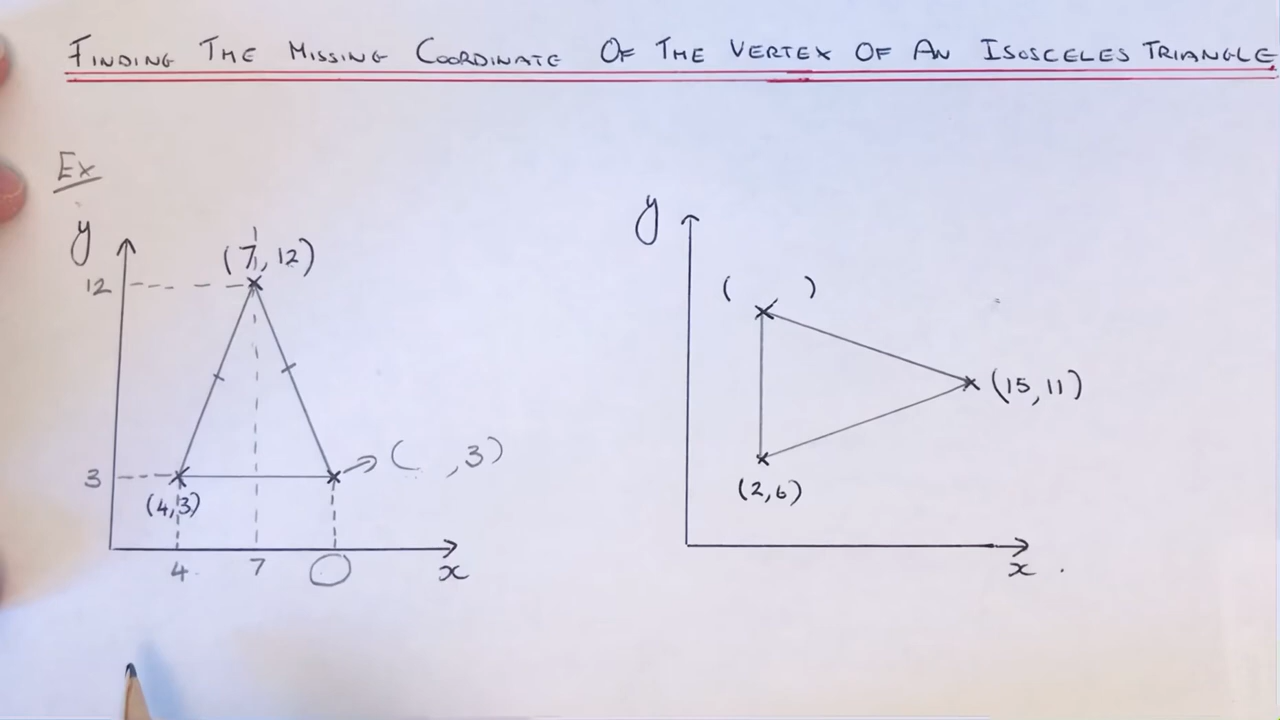 FINDING THE MISSING COORDINATE OF THE VERTEX OF AN ISOSCELES TRIANGLE
Ex
y
(7, 12)
12
3
(4,3)
( ,3)
4
7
x
y
( )
(15, 11)
(2,6)
x